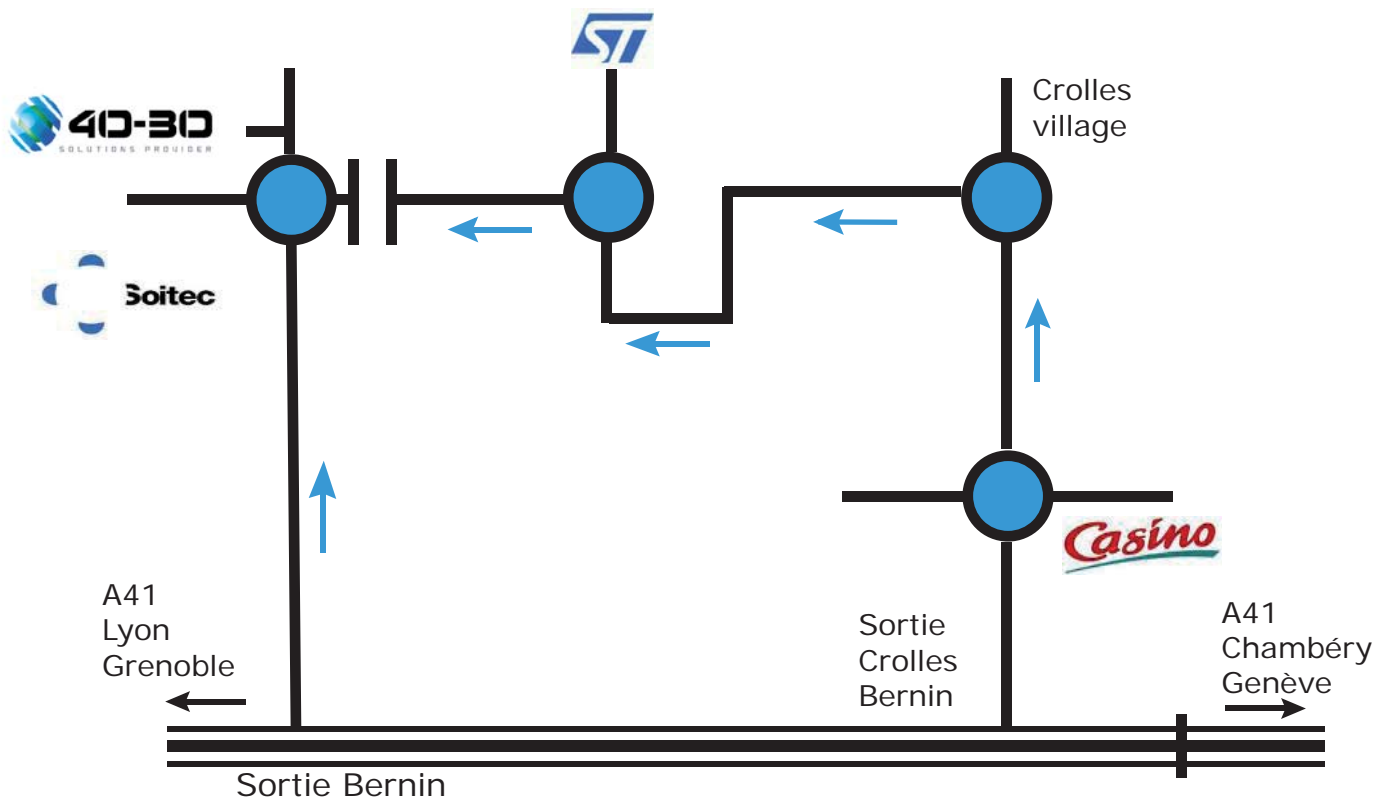 ST
Crolles
village
40-30
SOLUTIONS PROVIDER
Soitec
Casino
A41
Lyon
Grenoble
Sortie
Crolles
Bernin
A41
Chambéry
Genève
Sortie Bernin